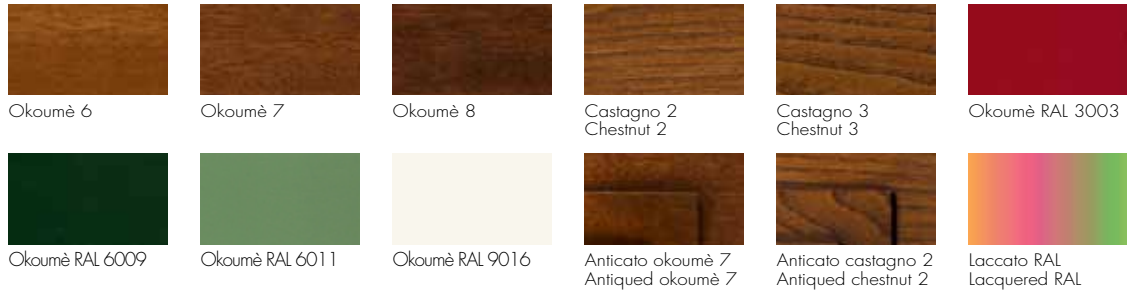 Okoumè 6
Okoumè 7
Okoumè 8
Castagno 2
Chestnut 2
Castagno 3
Chestnut 3
Okoumè RAL 3003
Okoumè RAL 6009
Okoumè RAL 6011
Okoumè RAL 9016
Anticato okoumè 7
Antiqued okoumè 7
Anticato castagno 2
Antiqued chestnut 2
Laccato RAL
Lacquered RAL